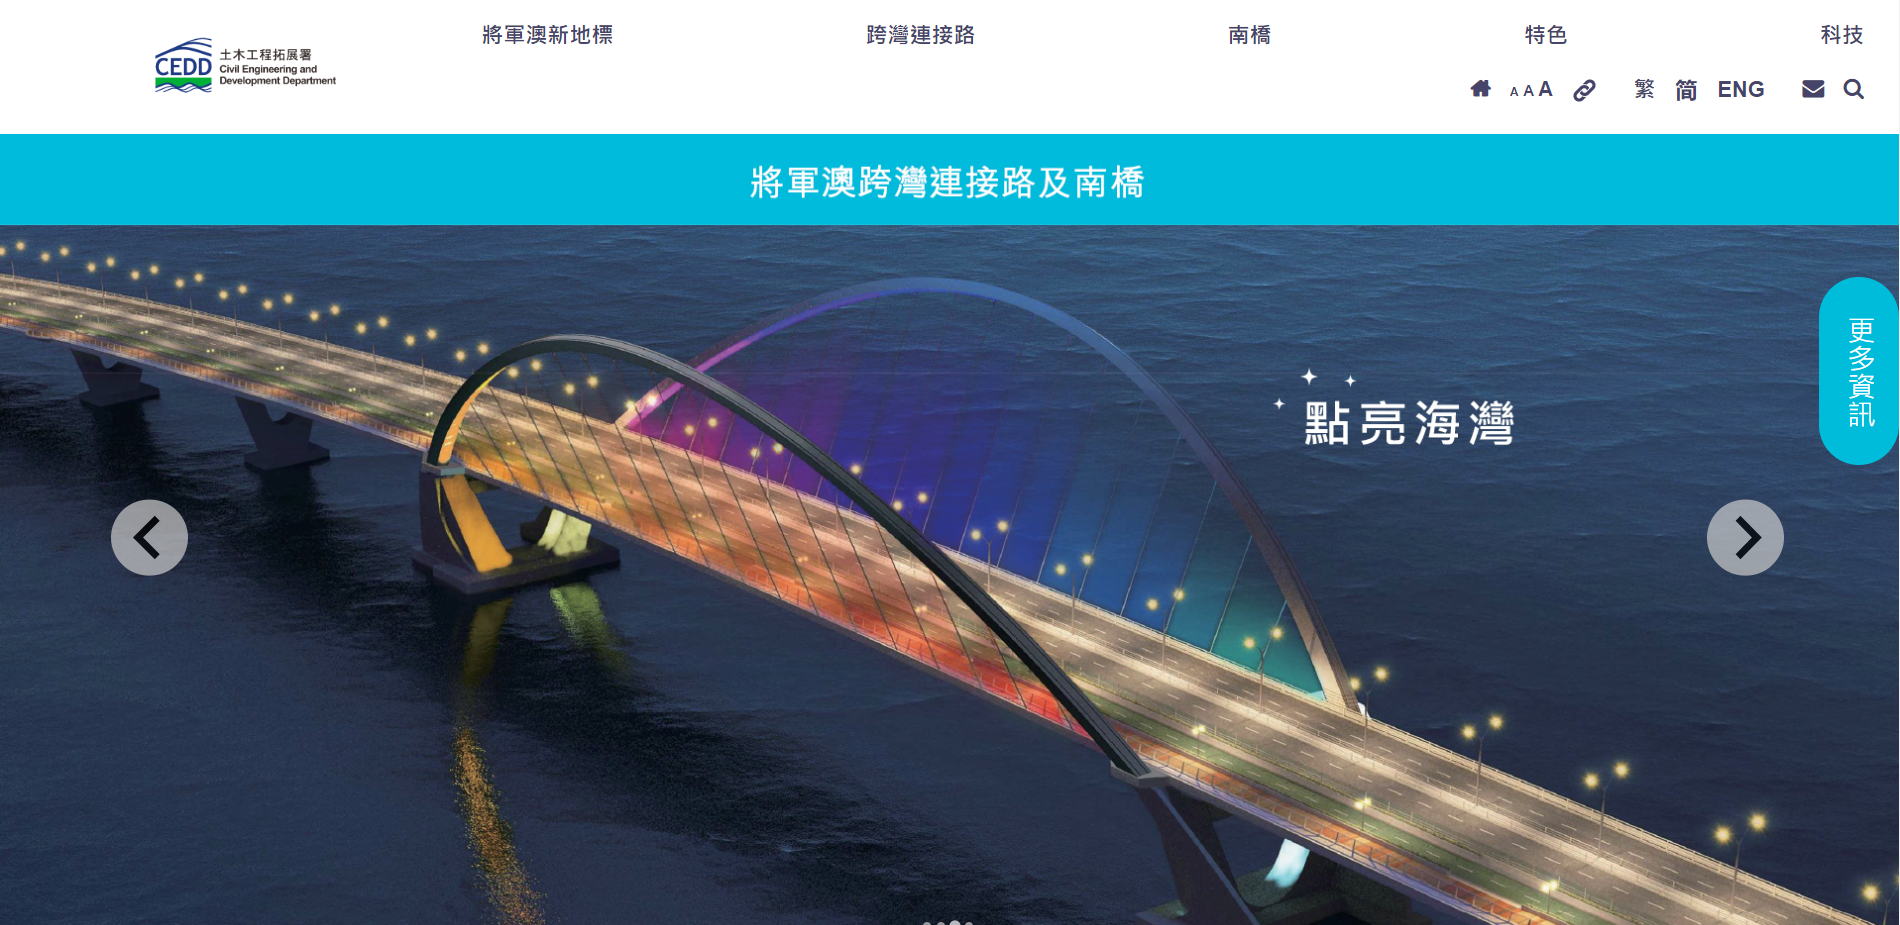 將軍澳新地標
跨灣連接路
南橋
特色
科技
CEDD
土木工程拓展署
Civil Engineering and
Development Department
A A A
繁
简
ENG
將軍澳跨灣連接路及南橋
點亮海灣
更多資訊